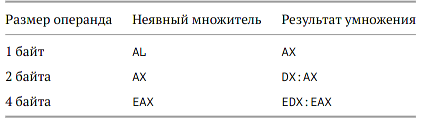 Размер операнда Неявный множитель Результат умножения
1 байт AL AX
2 байта AX DX:AX
4 байта EAX EDX:EAX